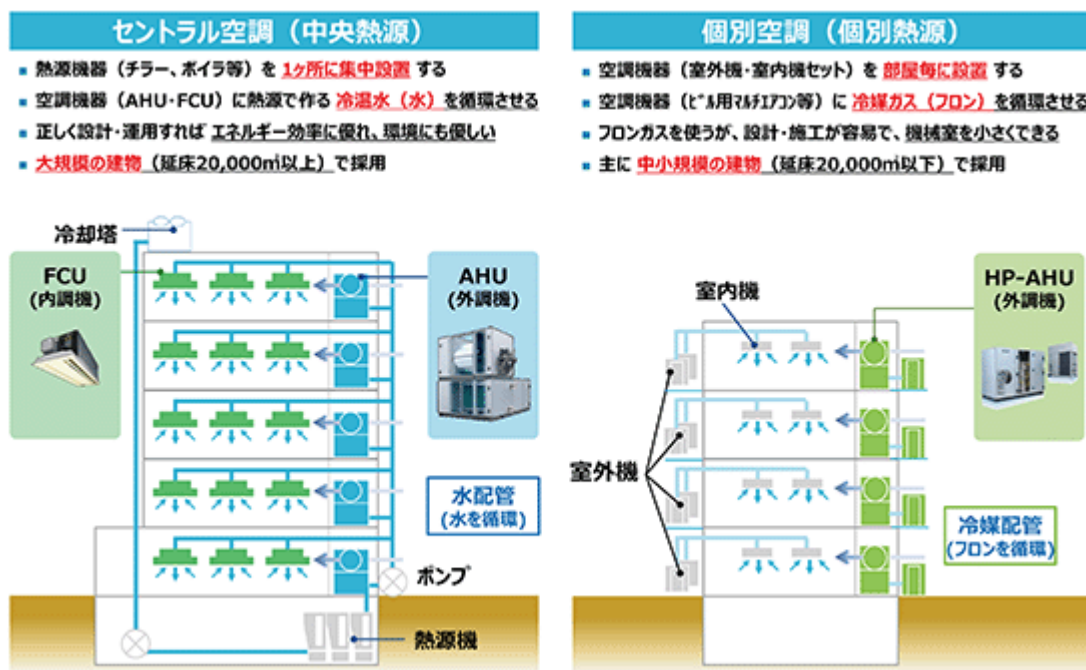 セントラル空調（中央熱源）
熱源機器（チラー、ボイラ等）を 1ヶ所に集中設置 する
空調機器（AHU・FCU）に熱源で作る 冷温水（水）を循環させる
正しく設計・運用すれば エネルギー効率に優れ、環境にも優しい
大規模の建物（延床20,000㎡以上）で採用
冷却塔
FCU
(内調機)
AHU
(外調機)
水配管
(水を循環)
ポンプ
熱源機
個別空調（個別熱源）
空調機器（室外機・室内機セット）を 部屋毎に設置 する
空調機器（ﾋﾞﾙ用ﾏﾙﾁｴｱｺﾝ等）に 冷媒ガス（フロン）を循環させる
フロンガスを使うが、設計・施工が容易で、機械室を小さくできる
主に 中小規模の建物（延床20,000㎡以下）で採用
室内機
HP-AHU
(外調機)
室外機
冷媒配管
(フロンを循環)